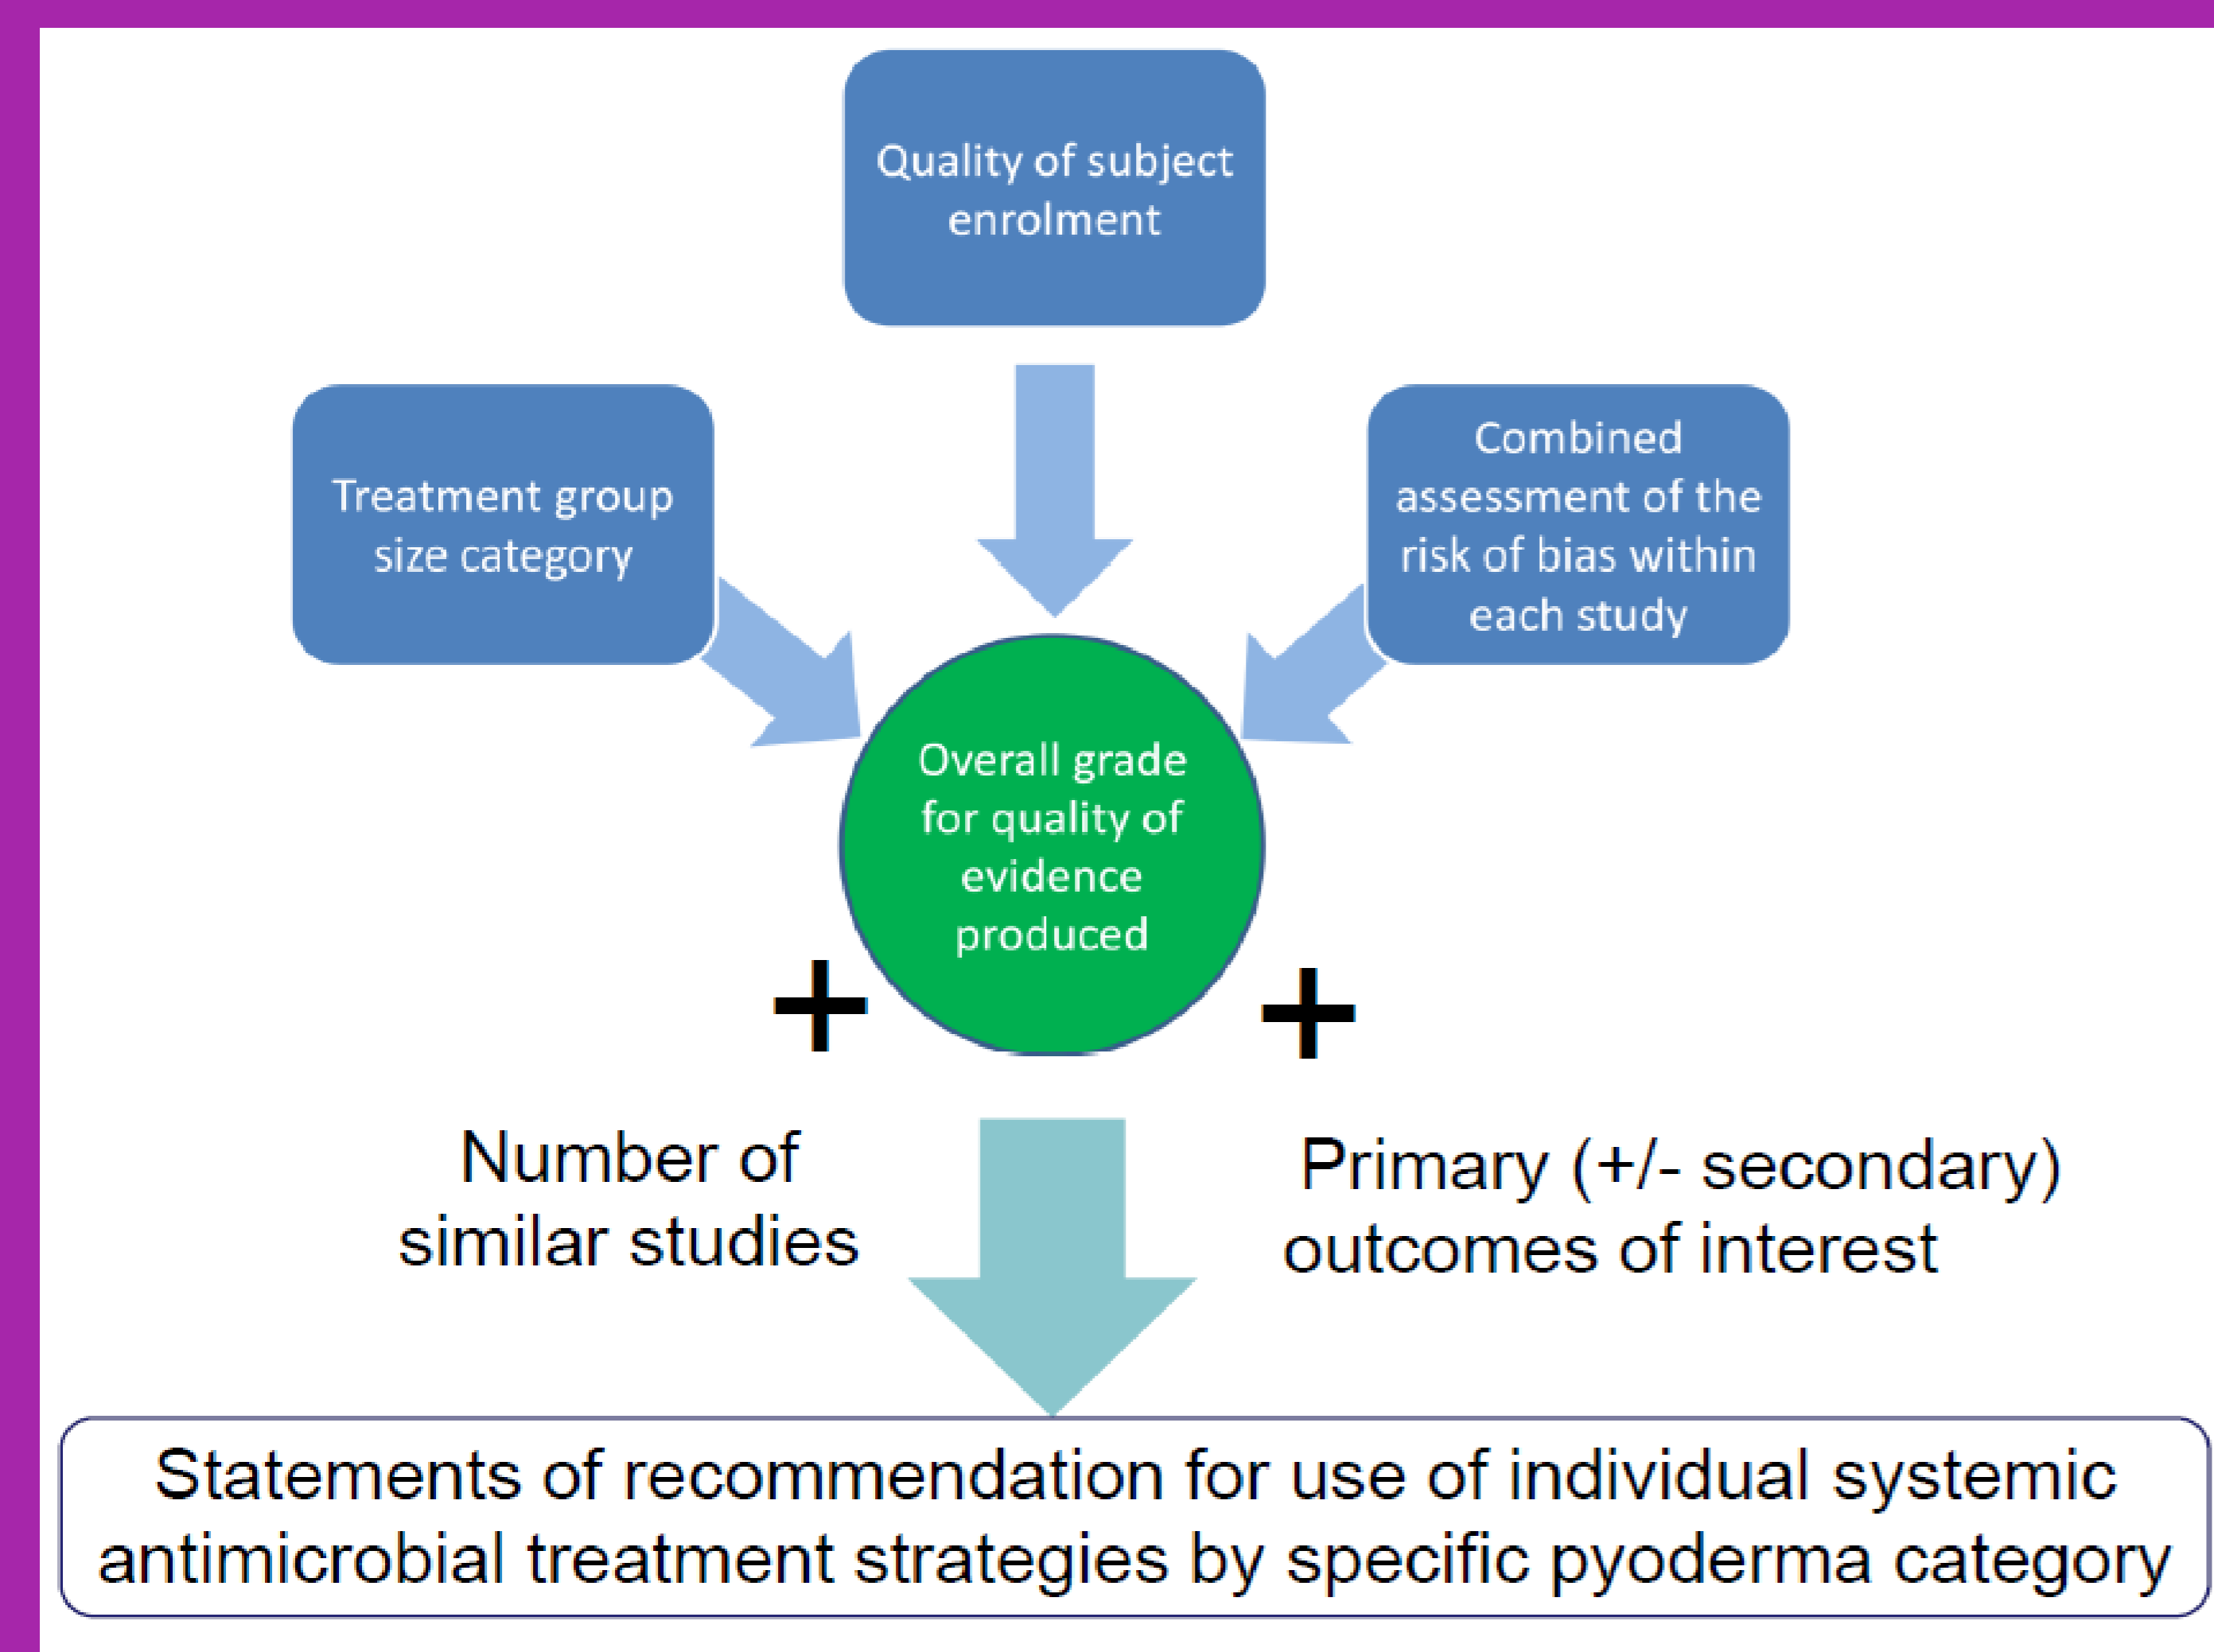 Quality of subject
enrolment
Treatment group
size category
Combined
assessment of the
risk of bias within
each study
Overall grade
for quality of
evidence
produced
+
+
Number of
similar studies
Primary (+/- secondary)
outcomes of interest
Statements of recommendation for use of individual systemic
antimicrobial treatment strategies by specific pyoderma category